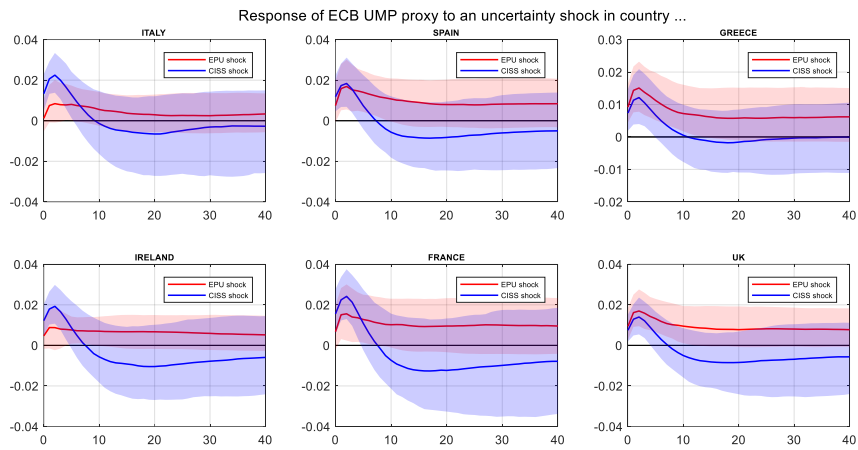 Response of ECB UMP proxy to an uncertainty shock in country ...
ITALY
0.04
0.02
0
-0.02
-0.04
0 10 20 30 40
EPU shock
CISS shock
SPAIN
0.04
0.02
0
-0.02
-0.04
0 10 20 30 40
EPU shock
CISS shock
GREECE
0.03
0.02
0.01
0
-0.01
-0.02
0 10 20 30 40
EPU shock
CISS shock
IRELAND
0.04
0.02
0
-0.02
-0.04
0 10 20 30 40
EPU shock
CISS shock
FRANCE
0.04
0.02
0
-0.02
-0.04
0 10 20 30 40
EPU shock
CISS shock
UK
0.04
0.02
0
-0.02
-0.04
0 10 20 30 40
EPU shock
CISS shock